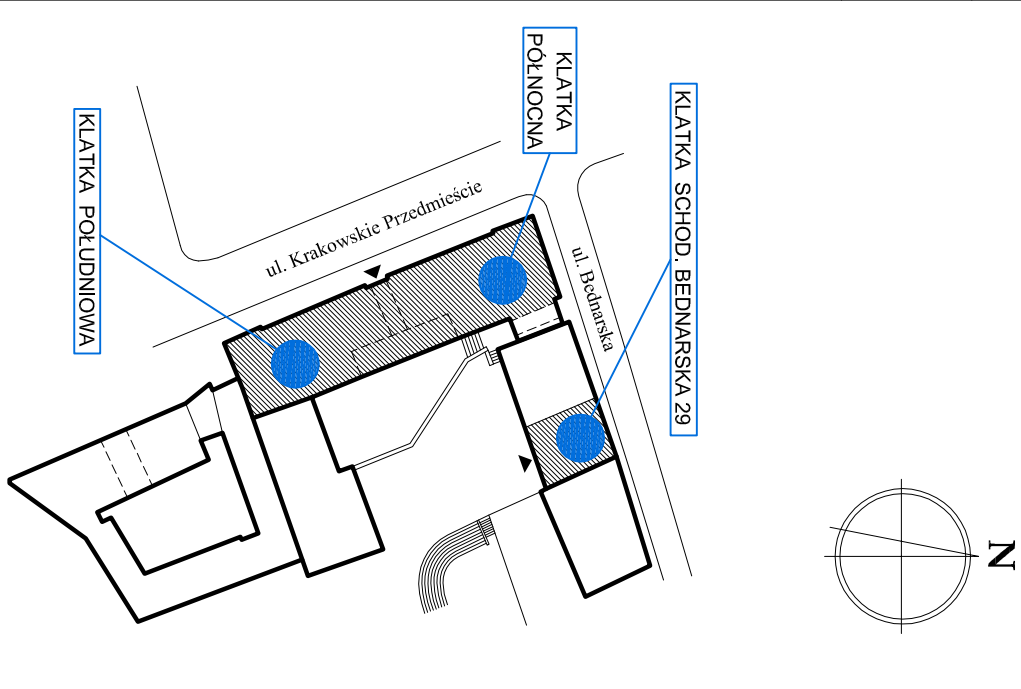 KLATKA
PÓŁNOCNA
KLATKA SCHOD. BEDNARSKA 29
KLATKA POŁUDNIOWA
ul. Krakowskie Przedmieście
ul. Bednarska
N